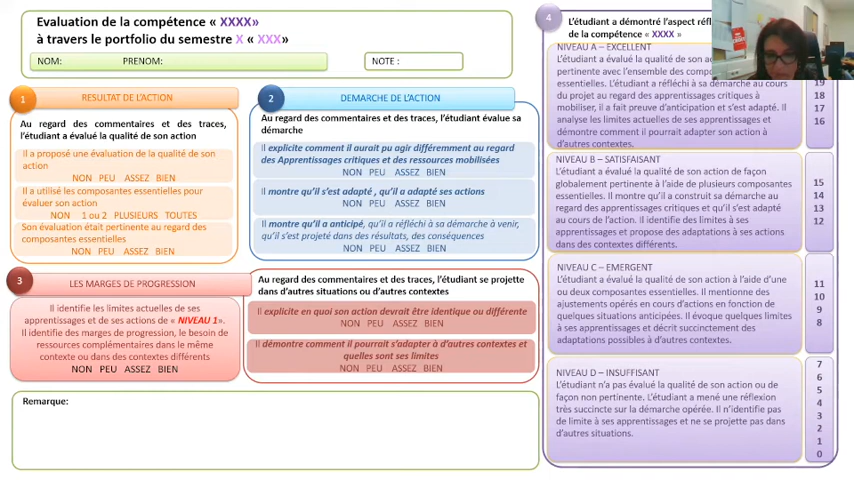 Evaluation de la compétence « XXXX»
à travers le portfolio du semestre X « XXX»
NOM: PRENOM:
NOTE :
1
RESULTAT DE L'ACTION
Au regard des commentaires et des traces,
l'étudiant a évalué la qualité de son action
Il a proposé une évaluation de la qualité de son
action
NON PEU ASSEZ BIEN
Il a utilisé les composantes essentielles pour
évaluer son action
NON 1 ou 2 PLUSIEURS TOUTES
Son évaluation était pertinente au regard des
composantes essentielles
NON PEU ASSEZ BIEN
2
DEMARCHE DE L'ACTION
Au regard des commentaires et des traces, l'étudiant évalue sa
démarche
Il explicite comment il aurait pu agir différemment au regard
des Apprentissages critiques et des ressources mobilisées
NON PEU ASSEZ BIEN
Il montre qu'il s'est adapté , qu'il a adapté ses actions
NON PEU ASSEZ BIEN
Il montre qu'il a anticipé, qu'il a réfléchi à sa démarche à venir,
qu'il s'est projeté dans des résultats, des conséquences
NON PEU ASSEZ BIEN
3
LES MARGES DE PROGRESSION
Il identifie les limites actuelles de ses
apprentissages et de ses actions de « NIVEAU 1».
Il identifie des marges de progression, le besoin de
ressources complémentaires dans le même
contexte ou dans des contextes différents
NON PEU ASSEZ BIEN
Au regard des commentaires et des traces, l'étudiant se projette
dans d'autres situations ou d'autres contextes
Il explicite en quoi son action devrait être identique ou différente
NON PEU ASSEZ BIEN
Il démontre comment il pourrait s'adapter à d'autres contextes et
quelles sont ses limites
NON PEU ASSEZ BIEN
Remarque:
4
L'étudiant a démontré l'aspect
de la compétence « XXXX »
NIVEAU A – EXCELLENT
L'étudiant a évalué la qualité de son
pertinente avec l'ensemble des
essentielles. L'étudiant a réfléchi à sa démarche au cours
du projet au regard des apprentissages critiques à
mobiliser, il a fait preuve d'anticipation et s'est adapté. Il
analyse les limites actuelles de ses apprentissages et
démontre comment il pourrait adapter son action à
d'autres contextes.
19
18
17
16
NIVEAU B – SATISFAISANT
L'étudiant a évalué la qualité de son action de façon
globalement pertinente à l'aide de plusieurs composantes
essentielles. Il montre qu'il a construit sa démarche au
regard des apprentissages critiques et qu'il s'est adapté
au cours de l'action. Il identifie des limites à ses
apprentissages et propose des adaptations à ses actions
dans des contextes différents.
15
14
13
12
NIVEAU C – EMERGENT
L'étudiant a évalué la qualité de son action à l'aide d'une
ou deux composantes essentielles. Il mentionne des
ajustements opérés en cours d'actions en fonction de
quelques situations anticipées. Il évoque quelques limites
à ses apprentissages et décrit succinctement des
adaptations possibles à d'autres contextes.
11
10
9
8
NIVEAU D – INSUFFISANT
L'étudiant n'a pas évalué la qualité de son action ou de
façon non pertinente. L'étudiant a mené une réflexion
très succincte sur la démarche opérée. Il n'identifie pas
de limite à ses apprentissages et ne se projette pas dans
d'autres situations.
7
6
5
4
3
2
1
0